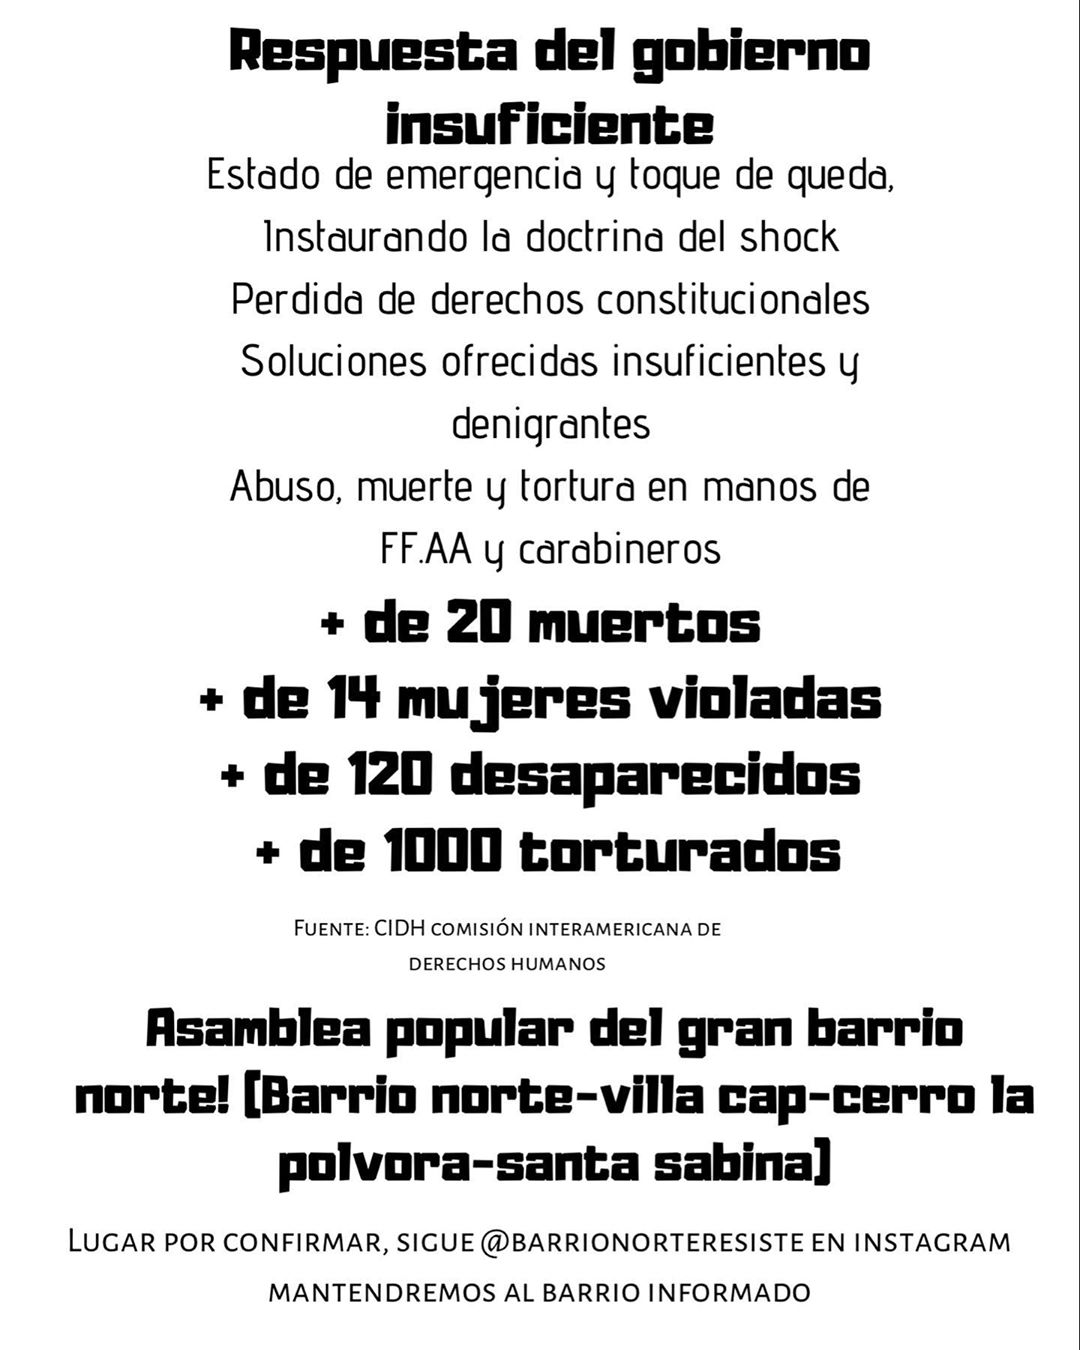 Respuesta del gobierno
insuficiente
Estado de emergencia y toque de queda,
Instaurando la doctrina del shock
Perdida de derechos constitucionales
Soluciones ofrecidas insuficientes y
denigrantes
Abuso, muerte y tortura en manos de
FF.AA y carabineros
+ de 20 muertos
+ de 14 mujeres violadas
+ de 120 desaparecidos
+ de 1000 torturados
Fuente: CIDH comisión interamericana de
derechos humanos
Asamblea popular del gran barrio
norte! (Barrio norte-villa cap-cerro la
polvora-santa sabina)
Lugar por confirmar, sigue @barrionorteresiste en instagram
mantendremos al barrio informado